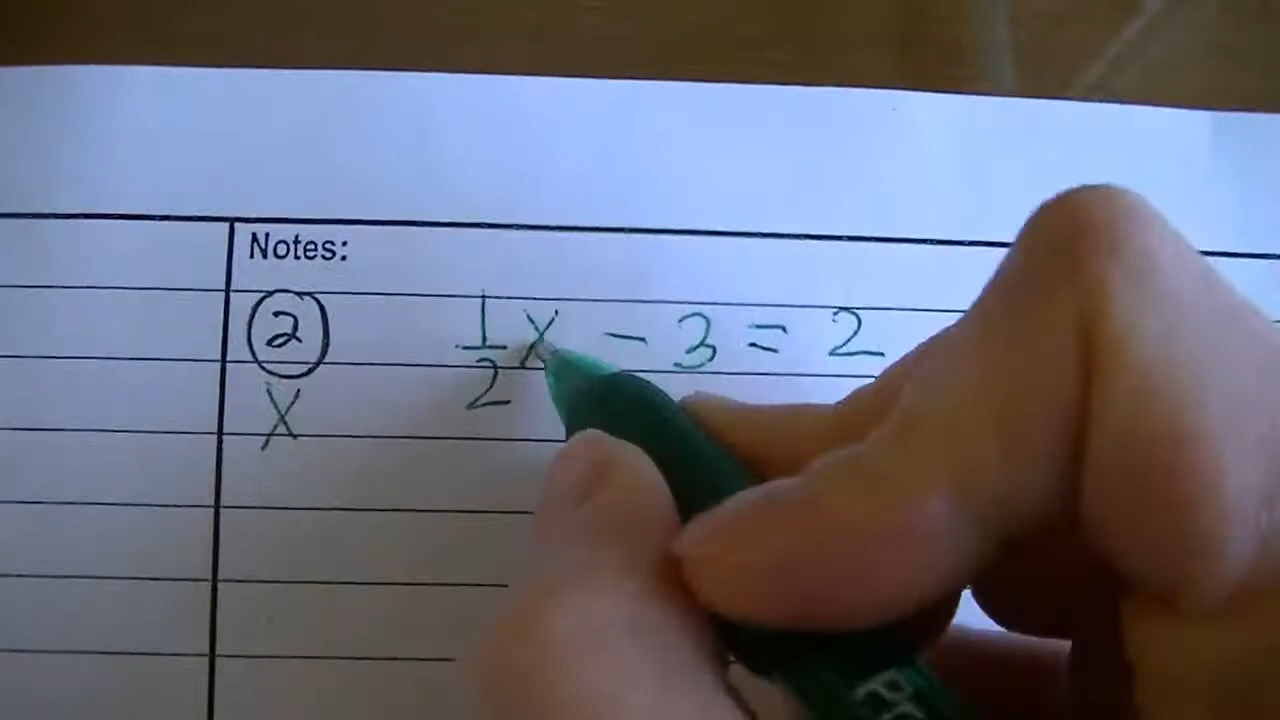 Notes:
② 1/2 x - 3 = 2
x